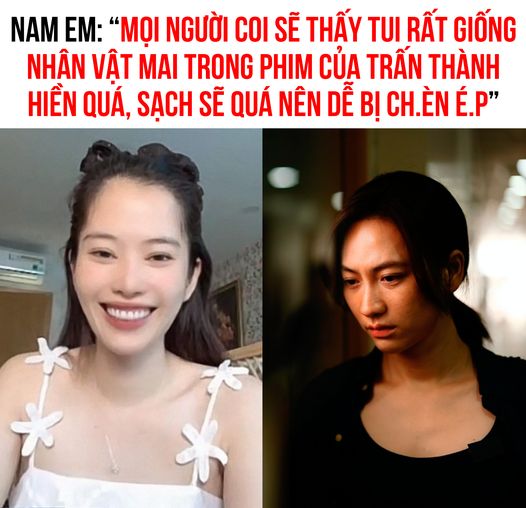 NAM EM: “MỌI NGƯỜI COI SẼ THẤY TUI RẤT GIỐNG
NHÂN VẬT MAI TRONG PHIM CỦA TRẤN THÀNH
HIỀN QUÁ, SẠCH SẼ QUÁ NÊN DỄ BỊ CH.ÈN É.P”